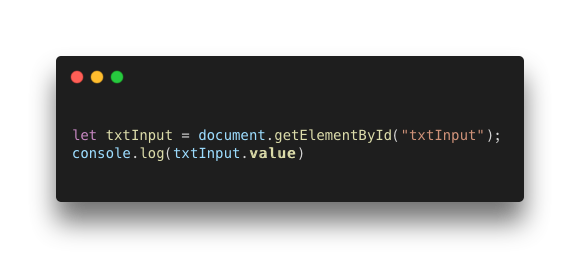 let txtInput = document.getElementById("txtInput");
console.log(txtInput.value)